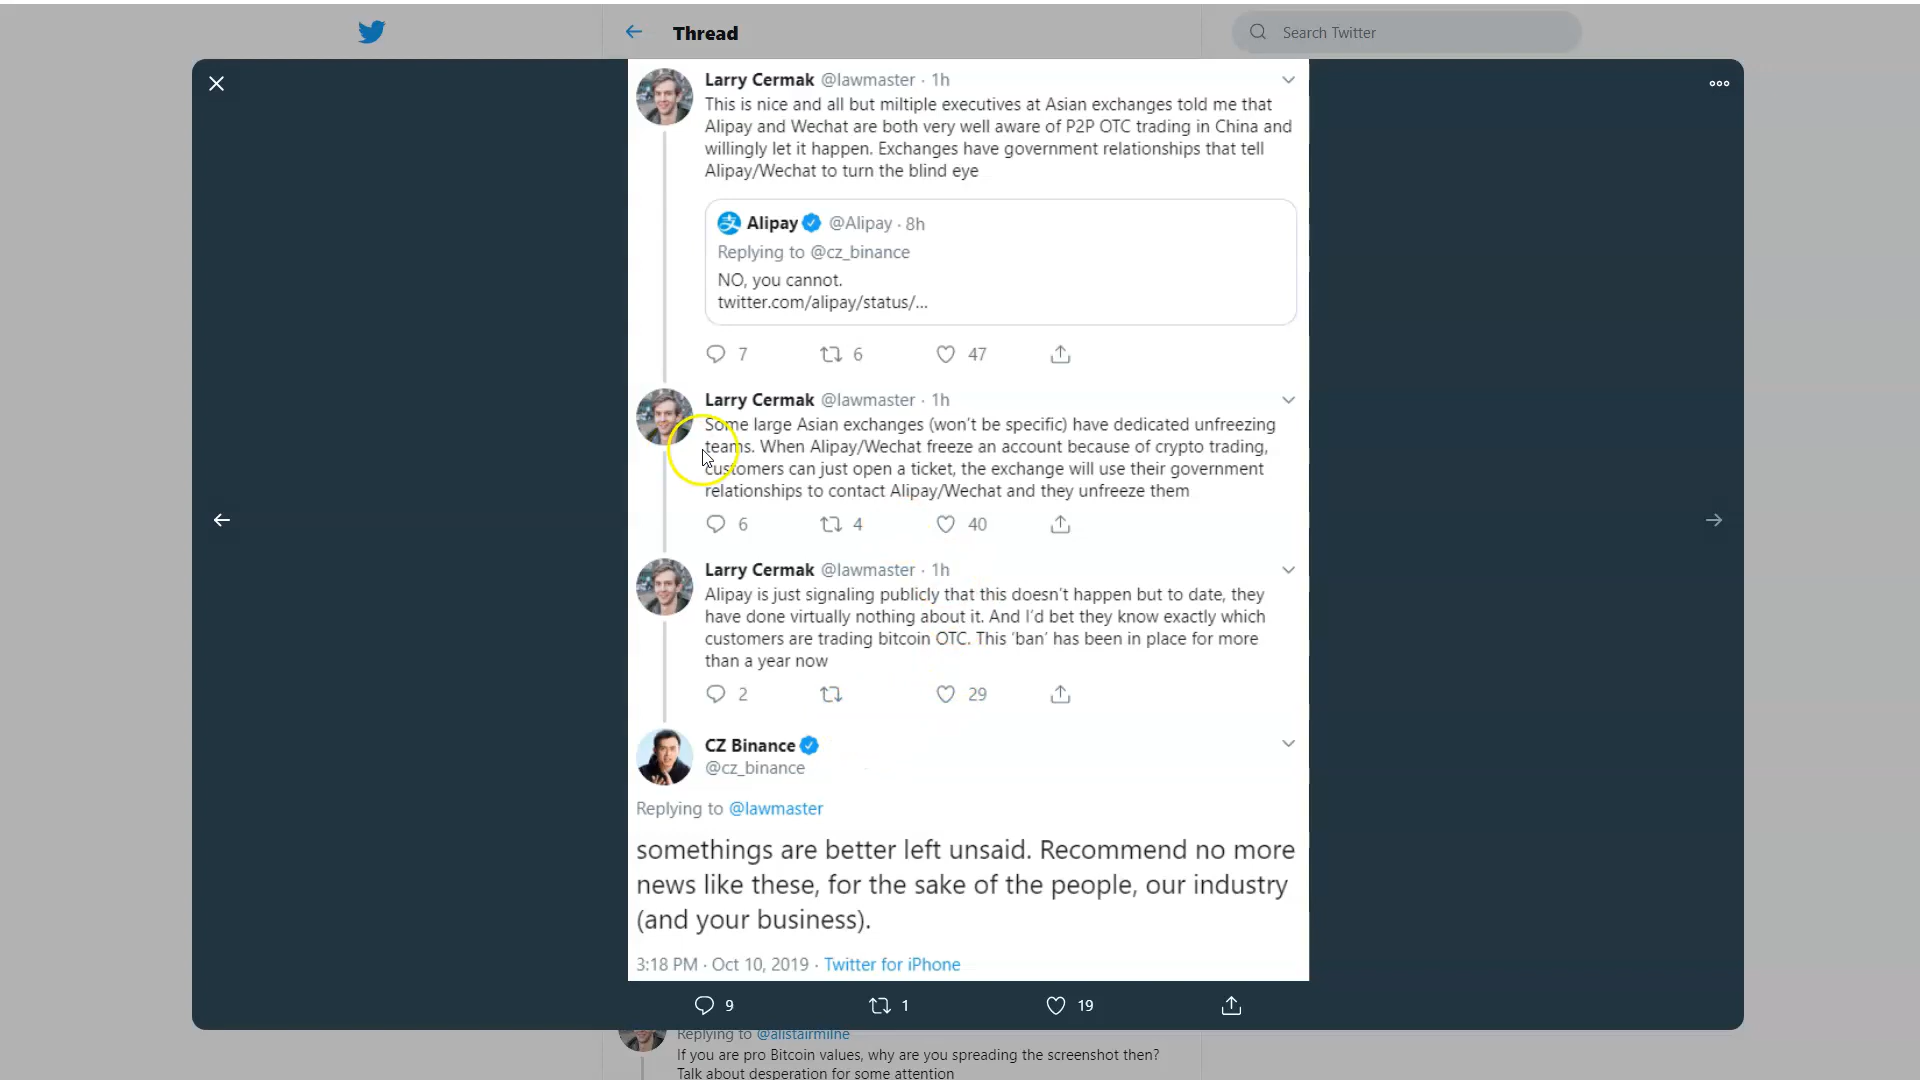 Thread
Search Twitter
Larry Cermak @lawmaster · 1h
This is nice and all but miltiple executives at Asian exchanges told me that
Alipay and Wechat are both very well aware of P2P OTC trading in China and
willingly let it happen. Exchanges have government relationships that tell
Alipay/Wechat to turn the blind eye
支 Alipay @Alipay · 8h
Replying to @cz_binance
NO, you cannot.
twitter.com/alipay/status/...
7 6 47
Larry Cermak @lawmaster · 1h
Some large Asian exchanges (won't be specific) have dedicated unfreezing
teams. When Alipay/Wechat freeze an account because of crypto trading,
customers can just open a ticket, the exchange will use their government
relationships to contact Alipay/Wechat and they unfreeze them
6 4 40
Larry Cermak @lawmaster · 1h
Alipay is just signaling publicly that this doesn't happen but to date, they
have done virtually nothing about it. And I'd bet they know exactly which
customers are trading bitcoin OTC. This 'ban' has been in place for more
than a year now
2 29
CZ Binance
@cz_binance
Replying to @lawmaster
somethings are better left unsaid. Recommend no more
news like these, for the sake of the people, our industry
(and your business).
3:18 PM · Oct 10, 2019 · Twitter for iPhone
9 1 19
Replying to @alistairmilne
If you are pro Bitcoin values, why are you spreading the screenshot then?
Talk about desperation for some attention